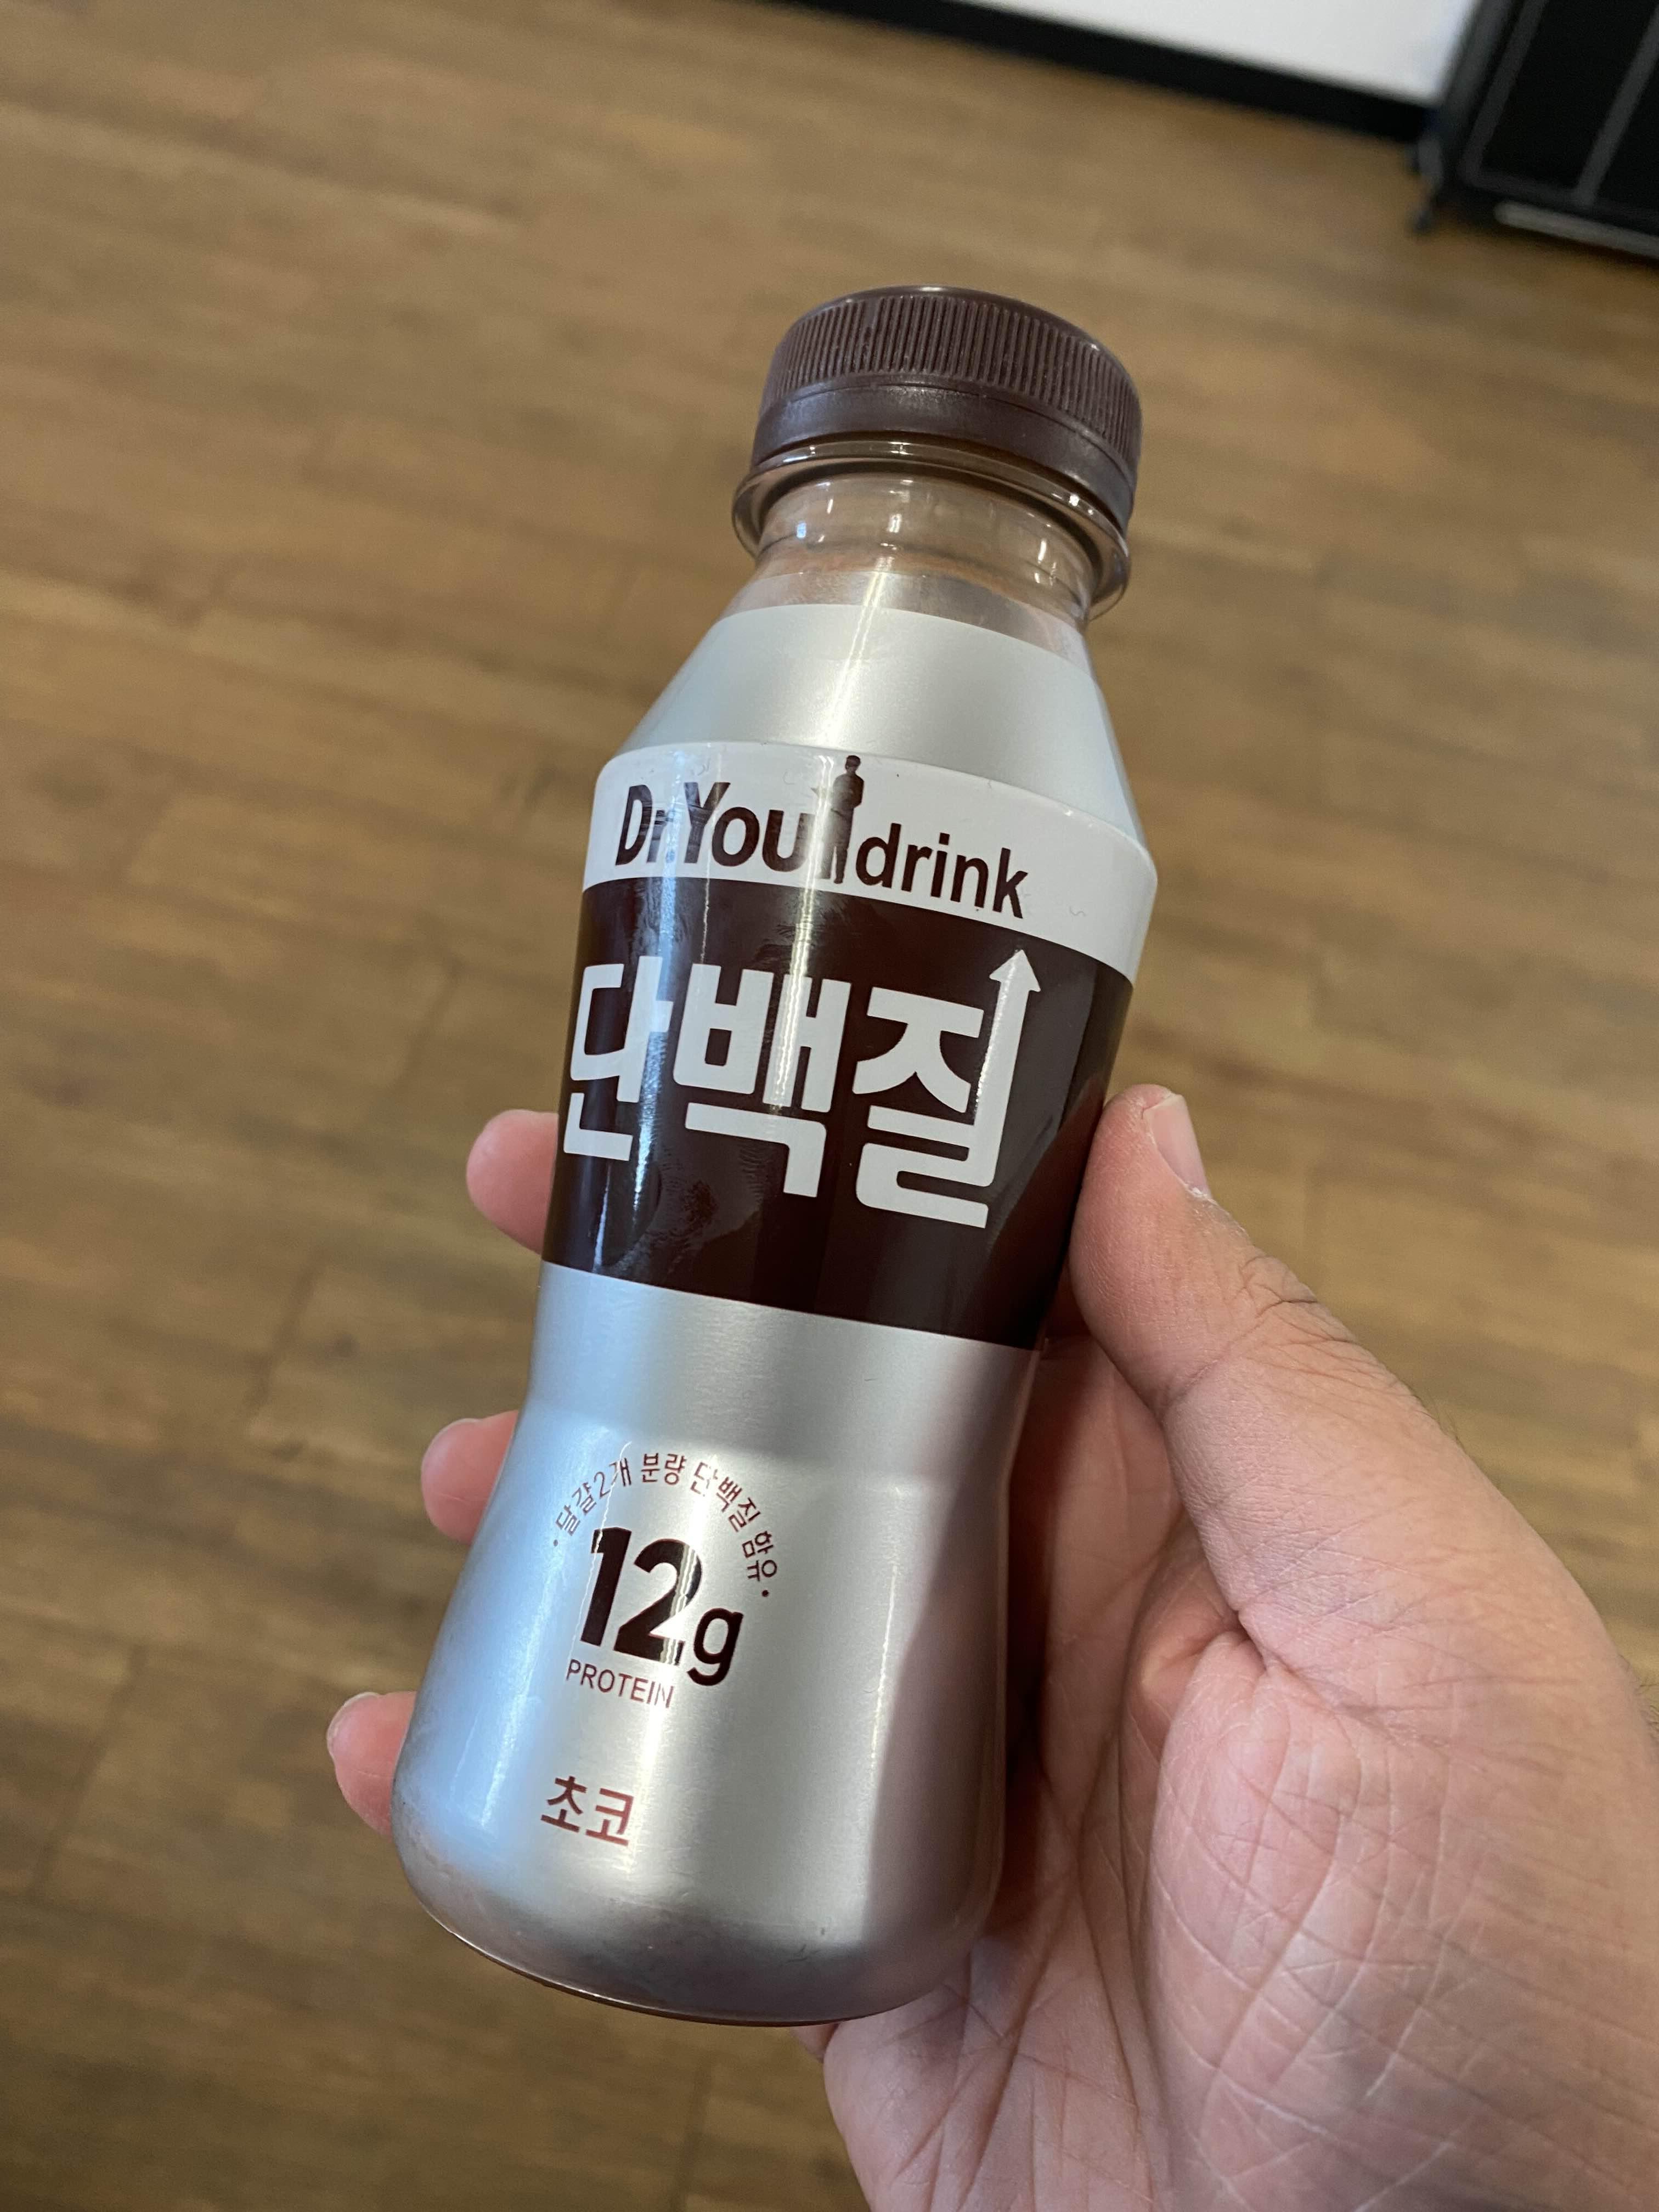 Dr.You drink
단백질
달걀2개 분량 단백질 함유
12g
PROTEIN
초코